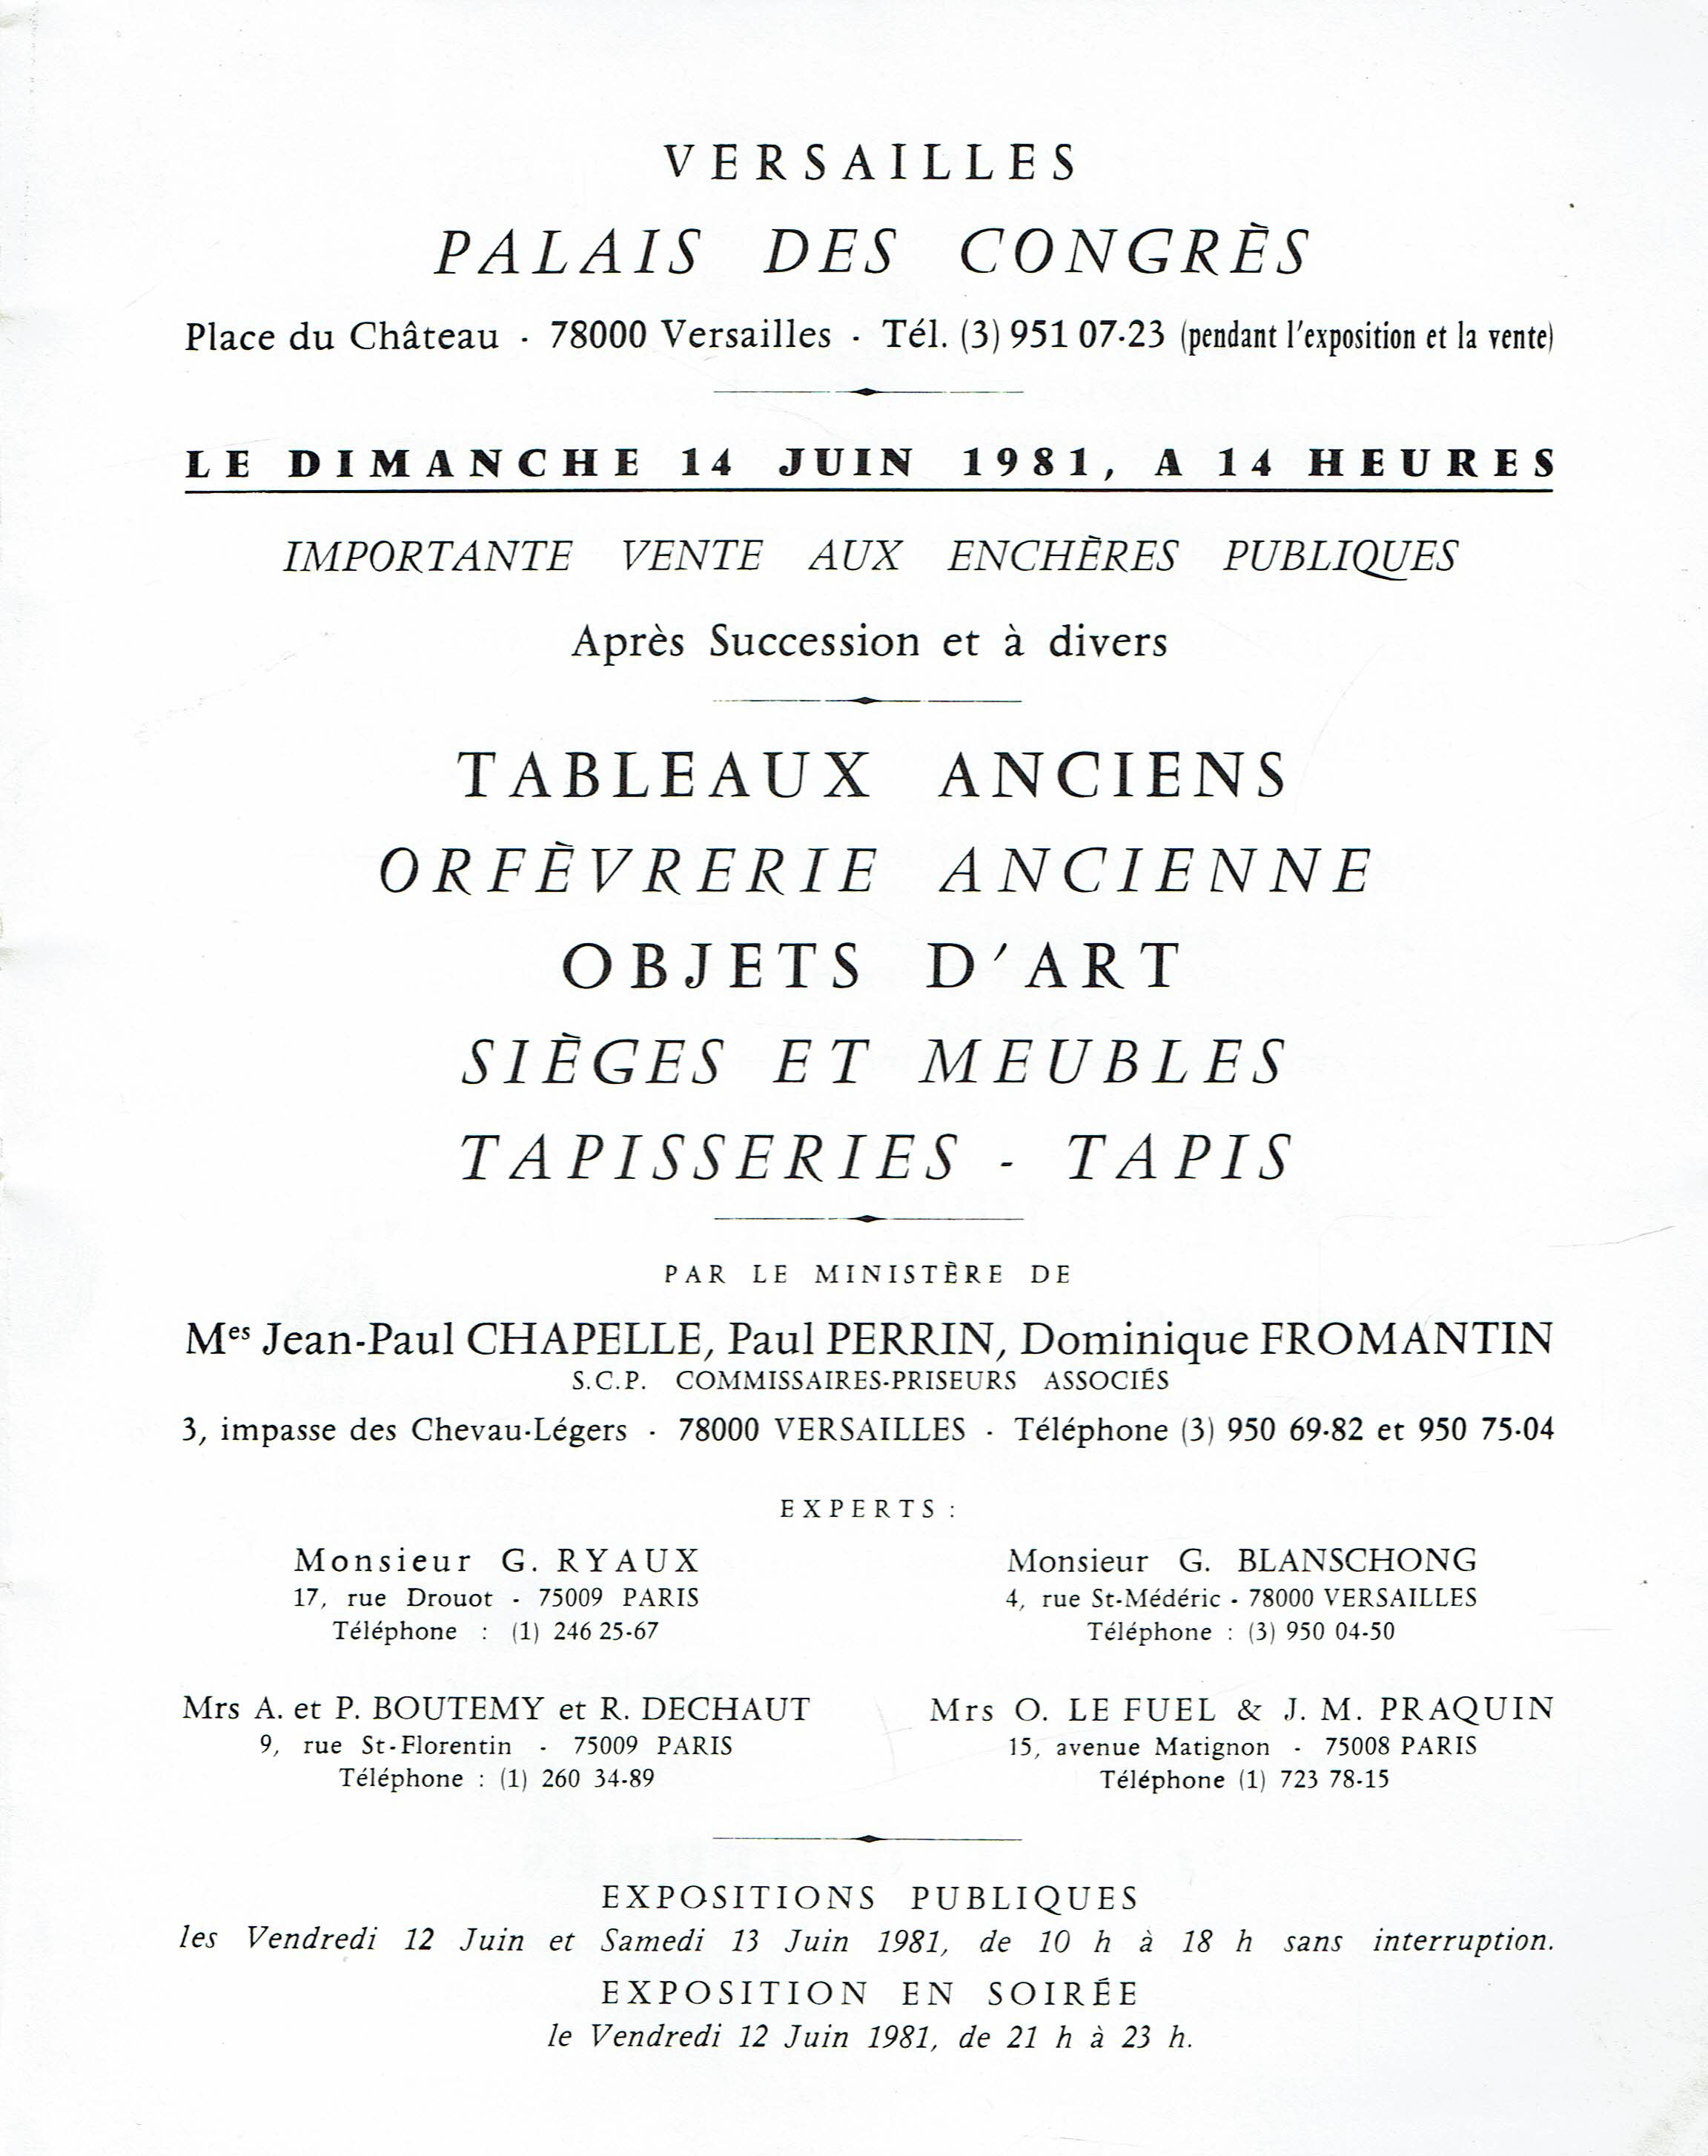 VERSAILLES
PALAIS DES CONGRÈS
Place du Château - 78000 Versailles - Tél. (3) 951 07-23 (pendant l'exposition et la vente)
LE DIMANCHE 14 JUIN 1981, A 14 HEURES
IMPORTANTE VENTE AUX ENCHÈRES PUBLIQUES
Après Succession et à divers
TABLEAUX ANCIENS
ORFÈVRERIE ANCIENNE
OBJETS D'ART
SIÈGES ET MEUBLES
TAPISSERIES - TAPIS
PAR LE MINISTÈRE DE
Mes Jean-Paul CHAPELLE, Paul PERRIN, Dominique FROMANTIN
S.C.P. COMMISSAIRES-PRISEURS ASSOCIÉS
3, impasse des Chevau-Légers - 78000 VERSAILLES - Téléphone (3) 950 69-82 et 950 75-04
EXPERTS :
Monsieur G. RYAUX
17, rue Drouot - 75009 PARIS
Téléphone : (1) 246 25-67
Monsieur G. BLANSCHONG
4, rue St-Médéric - 78000 VERSAILLES
Téléphone : (3) 950 04-50
Mrs A. et P. BOUTEMY et R. DECHAUT
9, rue St-Florentin - 75009 PARIS
Téléphone : (1) 260 34-89
Mrs O. LE FUEL & J. M. PRAQUIN
15, avenue Matignon - 75008 PARIS
Téléphone (1) 723 78-15
EXPOSITIONS PUBLIQUES
les Vendredi 12 Juin et Samedi 13 Juin 1981, de 10 h à 18 h sans interruption.
EXPOSITION EN SOIRÉE
le Vendredi 12 Juin 1981, de 21 h à 23 h.